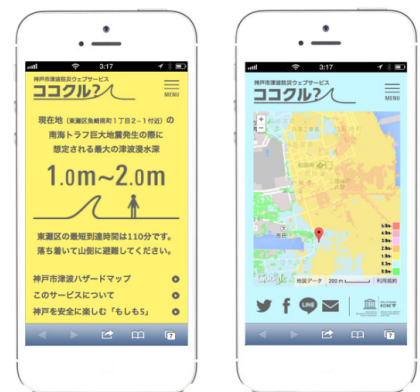 3:17
神戸市津波防災ウェブサービス
ココクル?
MENU
現在地(東灘区魚崎南町1丁目2-1付近)の
南海トラフ巨大地震発生の際に
想定される最大の津波浸水深
1.0m~2.0m
東灘区の最短到達時間は110分です。
落ち着いて山側に避難してください。
神戸市津波ハザードマップ
このサービスについて
神戸を安全に楽しむ「もしも5」
7
3:17
神戸市津波防災ウェブサービス
ココクル?
MENU
+
-
地図データ 200 m 利用規約
LINE
7